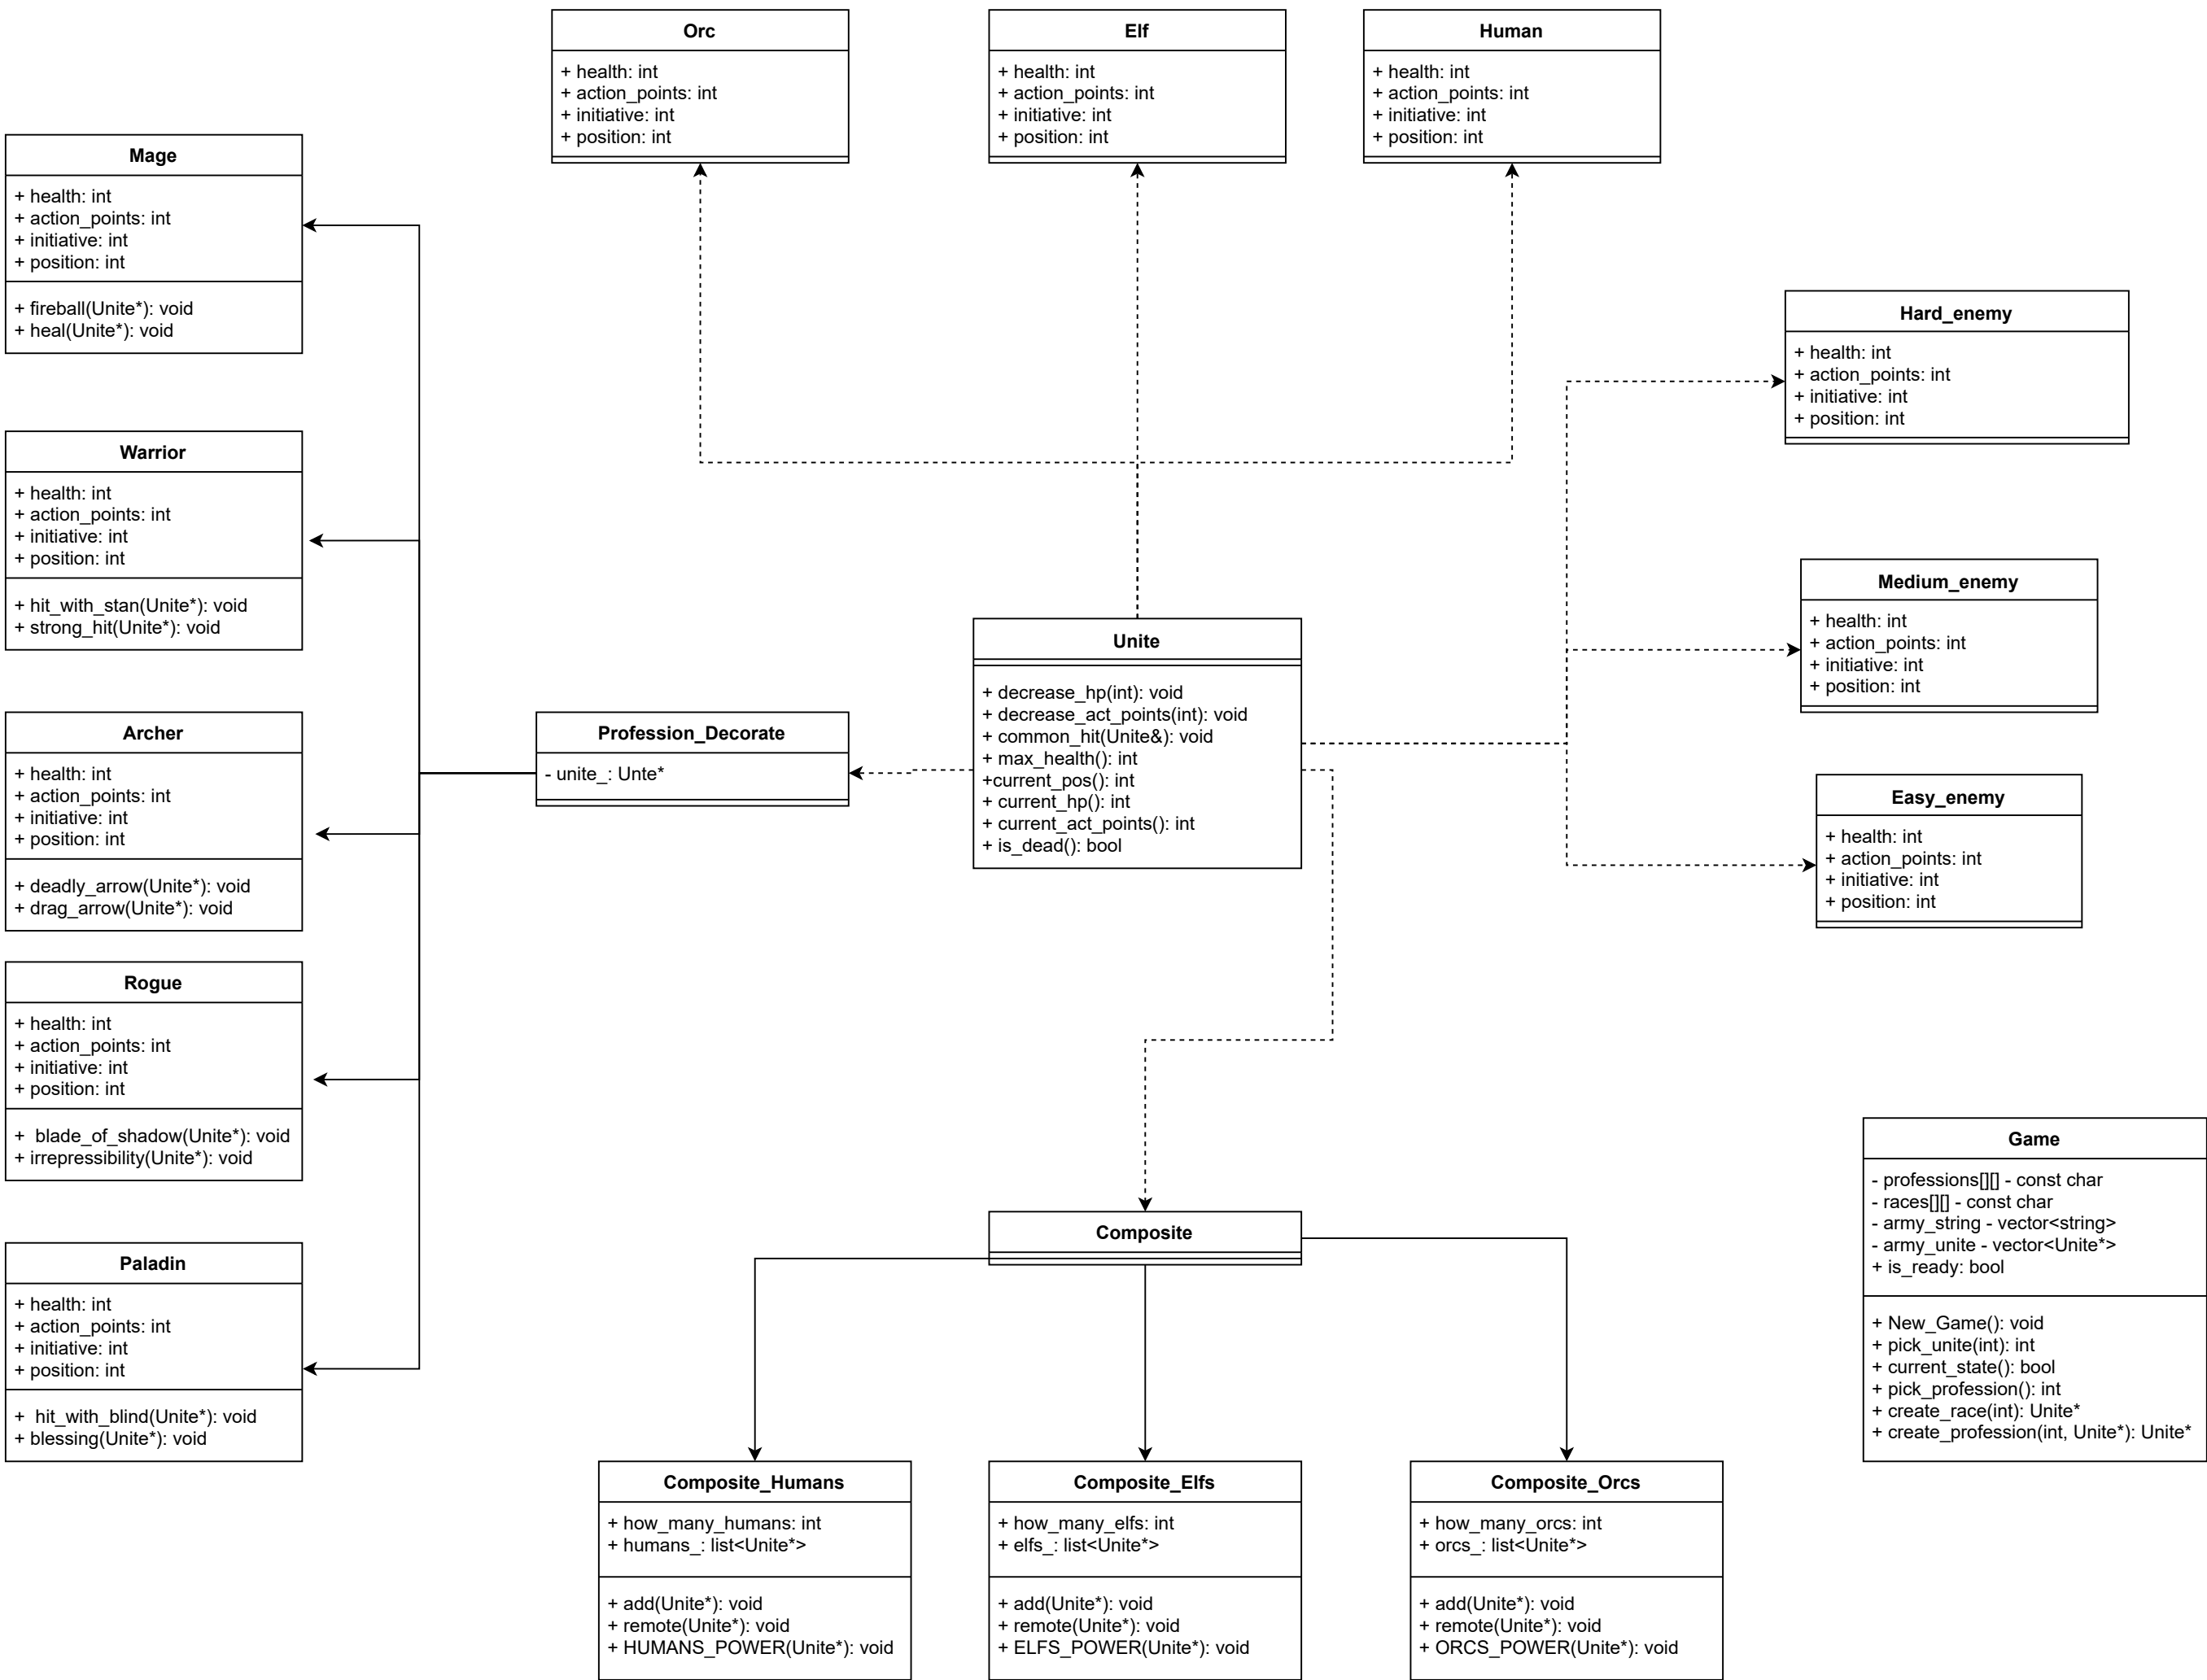 Orc
+ health: int
+ action_points: int
+ initiative: int
+ position: int
Elf
+ health: int
+ action_points: int
+ initiative: int
+ position: int
Human
+ health: int
+ action_points: int
+ initiative: int
+ position: int
Mage
+ health: int
+ action_points: int
+ initiative: int
+ position: int
+ fireball(Unite*): void
+ heal(Unite*): void
Hard_enemy
+ health: int
+ action_points: int
+ initiative: int
+ position: int
Warrior
+ health: int
+ action_points: int
+ initiative: int
+ position: int
+ hit_with_stan(Unite*): void
+ strong_hit(Unite*): void
Medium_enemy
+ health: int
+ action_points: int
+ initiative: int
+ position: int
Unite
+ decrease_hp(int): void
+ decrease_act_points(int): void
+ common_hit(Unite&): void
+ max_health(): int
+current_pos(): int
+ current_hp(): int
+ current_act_points(): int
+ is_dead(): bool
Profession_Decorate
- unite_: Unte*
Archer
+ health: int
+ action_points: int
+ initiative: int
+ position: int
+ deadly_arrow(Unite*): void
+ drag_arrow(Unite*): void
Easy_enemy
+ health: int
+ action_points: int
+ initiative: int
+ position: int
Rogue
+ health: int
+ action_points: int
+ initiative: int
+ position: int
+  blade_of_shadow(Unite*): void
+ irrepressibility(Unite*): void
Game
- professions[][] - const char
- races[][] - const char
- army_string - vector<string>
- army_unite - vector<Unite*>
+ is_ready: bool
+ New_Game(): void
+ pick_unite(int): int
+ current_state(): bool
+ pick_profession(): int
+ create_race(int): Unite*
+ create_profession(int, Unite*): Unite*
Composite
Paladin
+ health: int
+ action_points: int
+ initiative: int
+ position: int
+  hit_with_blind(Unite*): void
+ blessing(Unite*): void
Composite_Humans
+ how_many_humans: int
+ humans_: list<Unite*>
+ add(Unite*): void
+ remote(Unite*): void
+ HUMANS_POWER(Unite*): void
Composite_Elfs
+ how_many_elfs: int
+ elfs_: list<Unite*>
+ add(Unite*): void
+ remote(Unite*): void
+ ELFS_POWER(Unite*): void
Composite_Orcs
+ how_many_orcs: int
+ orcs_: list<Unite*>
+ add(Unite*): void
+ remote(Unite*): void
+ ORCS_POWER(Unite*): void